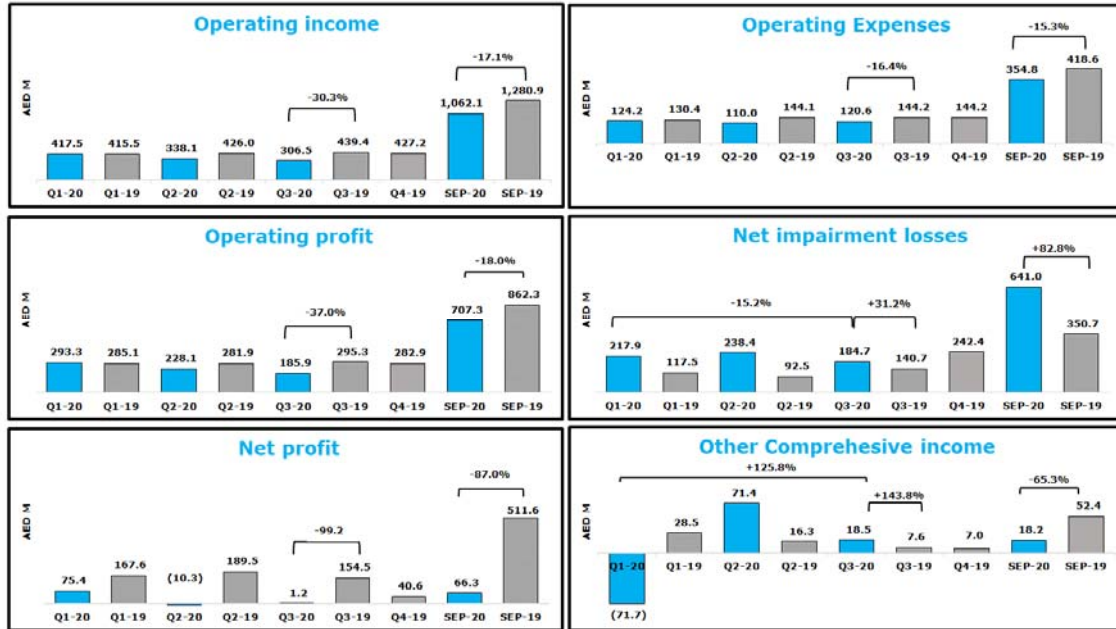 Operating income
-17.1%
1,280.9
1,062.1
-30.3%
417.5 415.5 338.1 426.0 306.5 439.4 427.2
AED M
Q1-20 Q1-19 Q2-20 Q2-19 Q3-20 Q3-19 Q4-19 SEP-20 SEP-19
Operating Expenses
-15.3%
418.6
354.8
-16.4%
124.2 130.4 110.0 144.1 120.6 144.2 144.2
AED M
Q1-20 Q1-19 Q2-20 Q2-19 Q3-20 Q3-19 Q4-19 SEP-20 SEP-19
Operating profit
-18.0%
862.3
707.3
-37.0%
293.3 285.1 228.1 281.9 185.9 295.3 282.9
AED M
Q1-20 Q1-19 Q2-20 Q2-19 Q3-20 Q3-19 Q4-19 SEP-20 SEP-19
Net impairment losses
+82.8%
641.0
-15.2% +31.2%
350.7
217.9 117.5 238.4 92.5 184.7 140.7 242.4
AED M
Q1-20 Q1-19 Q2-20 Q2-19 Q3-20 Q3-19 Q4-19 SEP-20 SEP-19
Net profit
-87.0%
511.6
-99.2
75.4 167.6 (10.3) 189.5 1.2 154.5 40.6 66.3
AED M
Q1-20 Q1-19 Q2-20 Q2-19 Q3-20 Q3-19 Q4-19 SEP-20 SEP-19
Other Comprehesive income
+125.8%
-65.3%
+143.8%
28.5 71.4 16.3 18.5 7.6 7.0 18.2 52.4
AED M
Q1-20 Q1-19 Q2-20 Q2-19 Q3-20 Q3-19 Q4-19 SEP-20 SEP-19
(71.7)